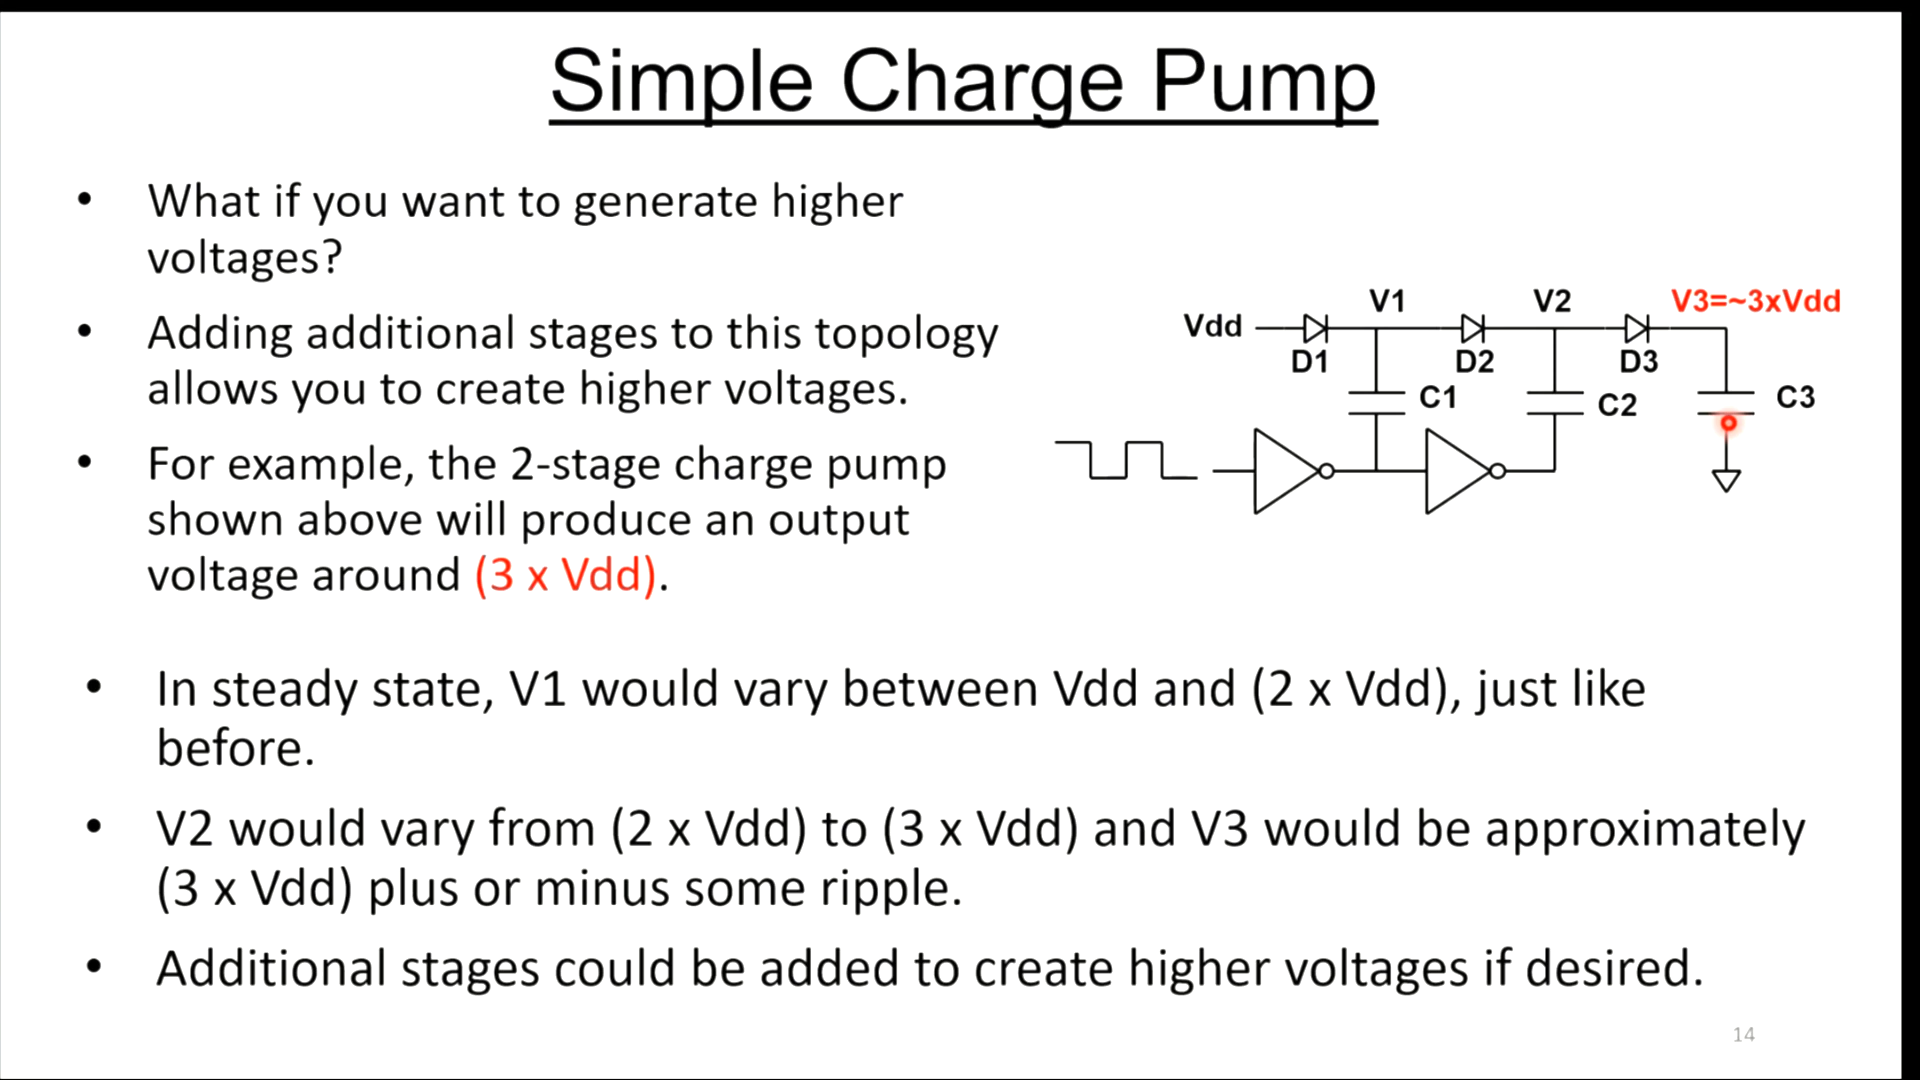 Simple Charge Pump
• What if you want to generate higher
voltages?
• Adding additional stages to this topology
allows you to create higher voltages.
• For example, the 2-stage charge pump
shown above will produce an output
voltage around (3 x Vdd).
V1 V2 V3=~3xVdd
Vdd
D1 D2 D3
C1 C2 C3
• In steady state, V1 would vary between Vdd and (2 x Vdd), just like
before.
• V2 would vary from (2 x Vdd) to (3 x Vdd) and V3 would be approximately
(3 x Vdd) plus or minus some ripple.
• Additional stages could be added to create higher voltages if desired.
14